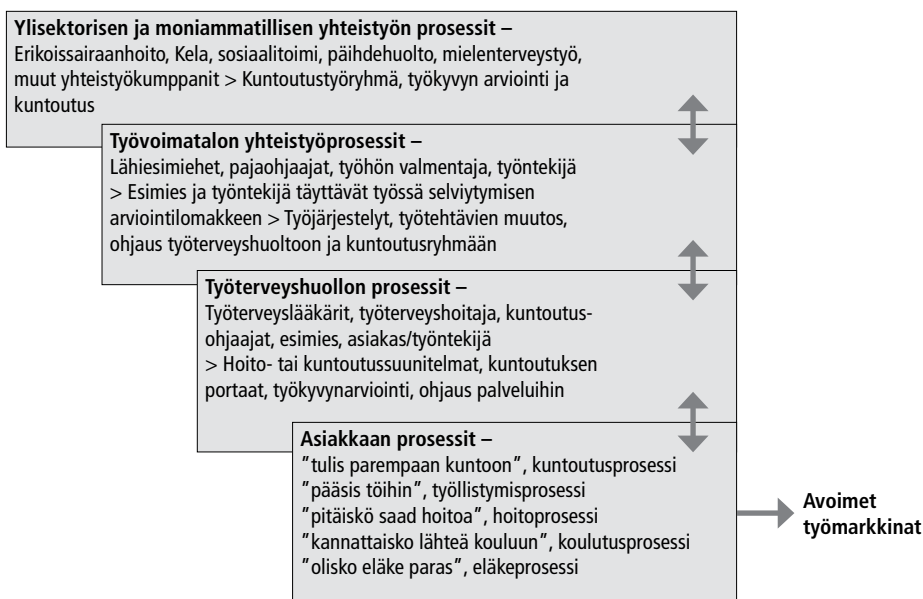 Ylisektorisen ja moniammatillisen yhteistyön prosessit –
Erikoissairaanhoito, Kela, sosiaalitoimi, päihdehuolto, mielenterveystyö,
muut yhteistyökumppanit > Kuntoutustyöryhmä, työkyvyn arviointi ja
kuntoutus
Työvoimatalon yhteistyöprosessit –
Lähiesimiehet, pajaohjaajat, työhön valmentaja, työntekijä
> Esimies ja työntekijä täyttävät työssä selviytymisen
arviointilomakkeen > Työjärjestelyt, työtehtävien muutos,
ohjaus työterveyshuoltoon ja kuntoutusryhmään
Työterveyshuollon prosessit –
Työterveyslääkärit, työterveyshoitaja, kuntoutus-
ohjaajat, esimies, asiakas/työntekijä
> Hoito- tai kuntoutussuunitelmat, kuntoutuksen
portaat, työkyvynarviointi, ohjaus palveluihin
Asiakkaan prosessit –
”tulis parempaan kuntoon”, kuntoutusprosessi
”pääsis töihin”, työllistymisprosessi
”pitäiskö saad hoitoa”, hoitoprosessi
”kannattaisko lähteä kouluun”, koulutusprosessi
”olisko eläke paras”, eläkeprosessi
Avoimet
työmarkkinat